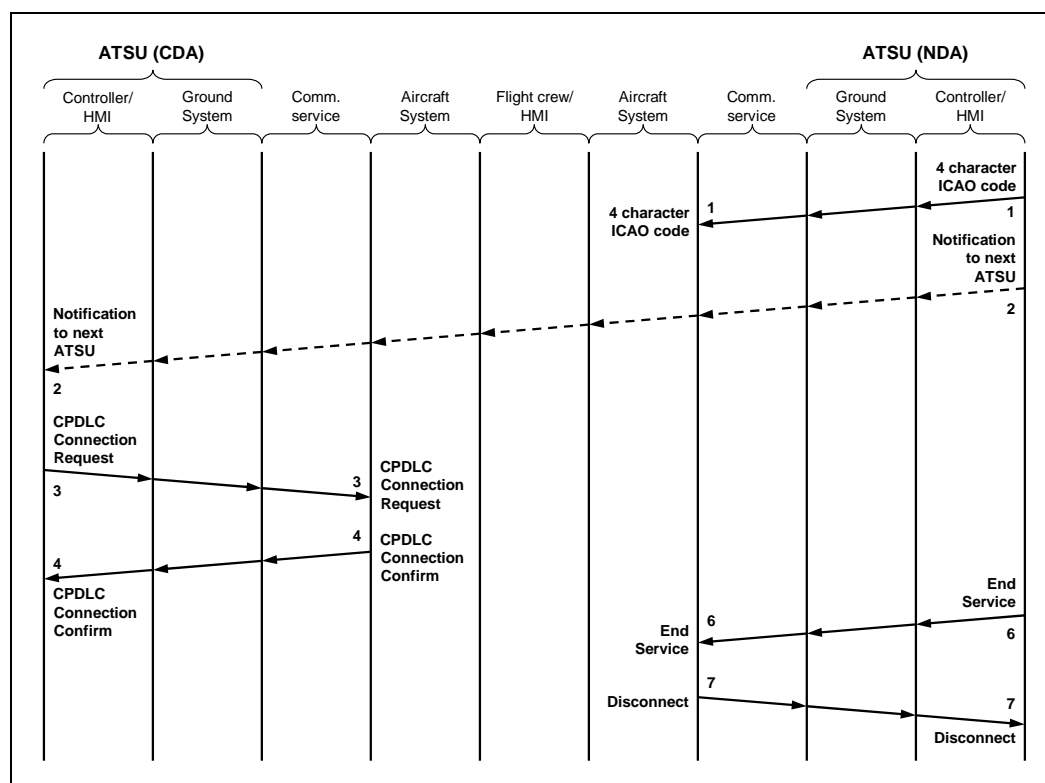 ATSU (CDA)
ATSU (NDA)
Controller/
HMI
Ground
System
Comm.
service
Aircraft
System
Flight crew/
HMI
Aircraft
System
Comm.
service
Ground
System
Controller/
HMI
4 character
ICAO code
1
1
4 character
ICAO code
Notification
to next
ATSU
2
Notification
to next
ATSU
2
CPDLC
Connection
Request
3
3
CPDLC
Connection
Request
4
CPDLC
Connection
Confirm
4
CPDLC
Connection
Confirm
End
Service
6
6
End
Service
7
Disconnect
7
Disconnect